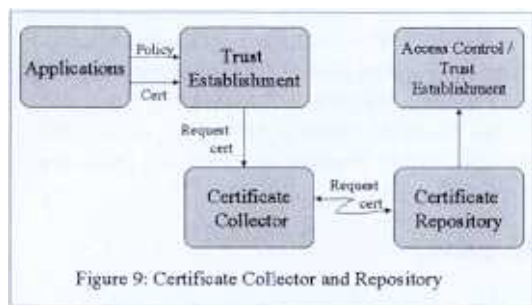 Applications
Policy
Cert
Trust
Establishment
Access Control /
Trust
Establishment
Request
cert
Certificate
Collector
Request
cert
Certificate
Repository
Figure 9: Certificate Collector and Repository